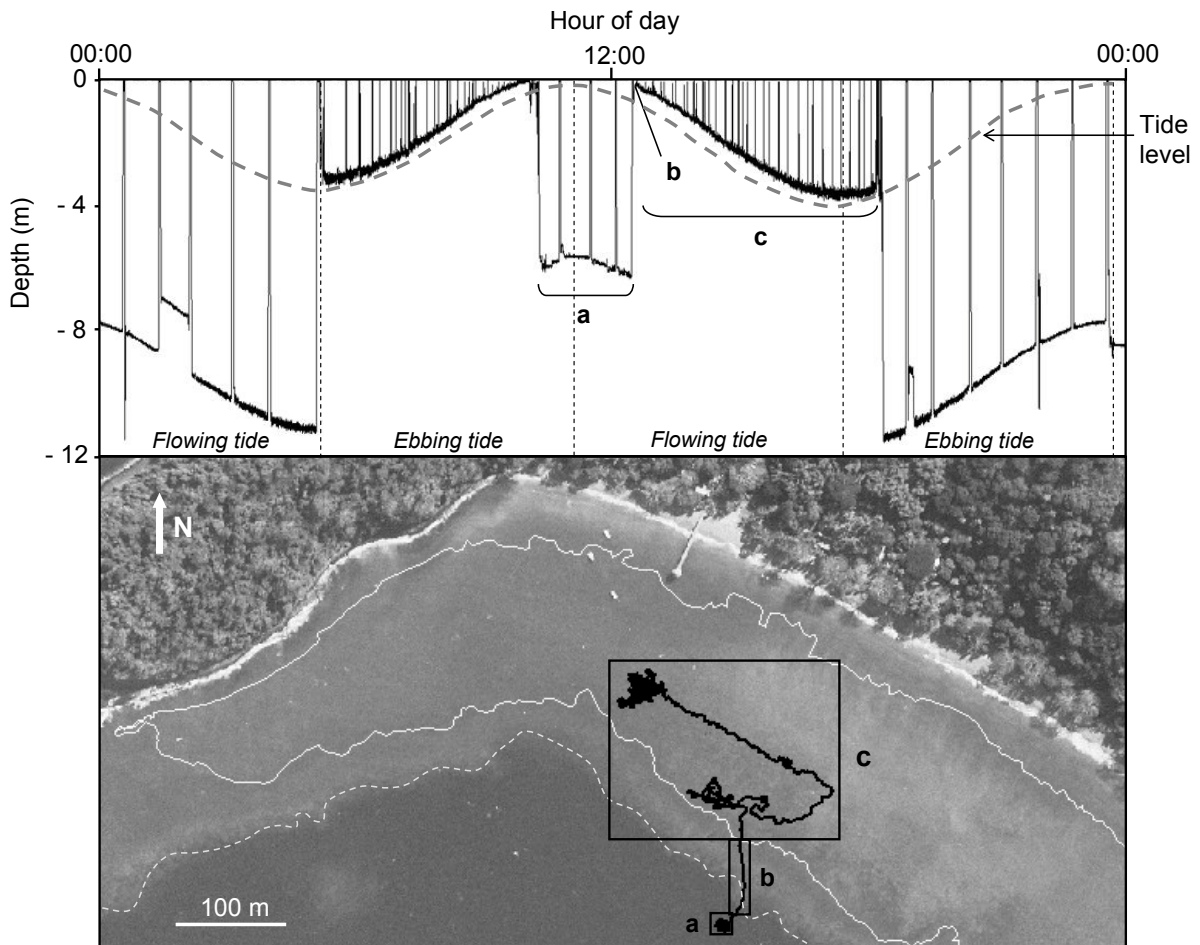 Hour of day
00:00
12:00
00:00
0
- 4
- 8
- 12
Depth (m)
Tide
level
b
c
a
Flowing tide
Ebbing tide
Flowing tide
Ebbing tide
N
c
b
a
100 m